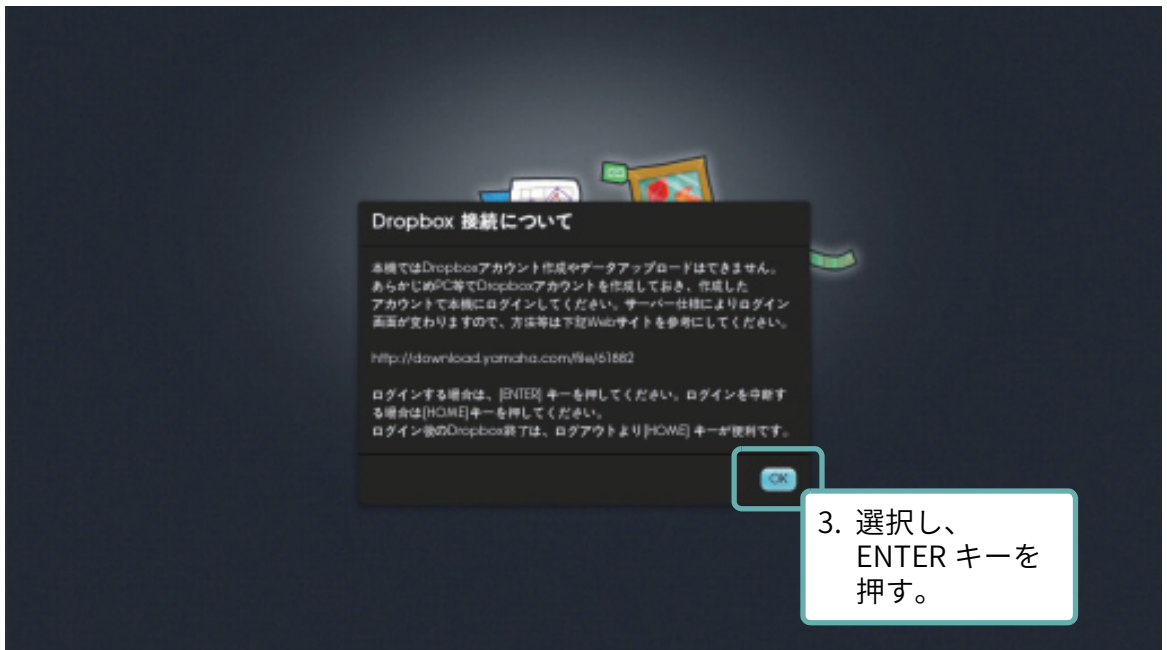 Dropbox 接続について
本機ではDropboxアカウント作成やデータアップロードはできません。
あらかじめPC等でDropboxアカウントを作成しておき、作成した
アカウントで本機にログインしてください。サーバー仕様によりログイン
画面が変わりますので、方法等は下記Webサイトを参考にしてください。
http://download.yamaha.com/file/61882
ログインする場合は、[ENTER] キーを押してください。ログインを中断す
る場合は[HOME]キーを押してください。
ログイン後のDropbox終了は、ログアウトより[HOME] キーが便利です。
OK
3. 選択し、
ENTER キーを
押す。